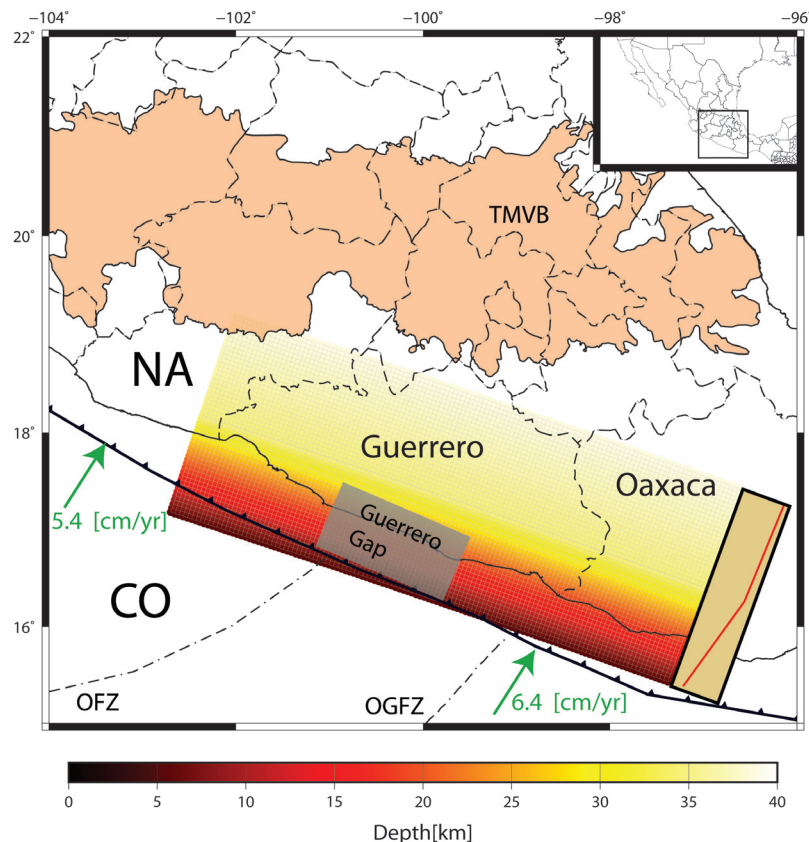 −104˚ −102˚ −100˚ −98˚ −96˚
22˚
20˚
18˚
16˚
TMVB
NA
Guerrero
Oaxaca
Guerrero
Gap
5.4 [cm/yr]
CO
OFZ
OGFZ
6.4 [cm/yr]
0 5 10 15 20 25 30 35 40
Depth[km]